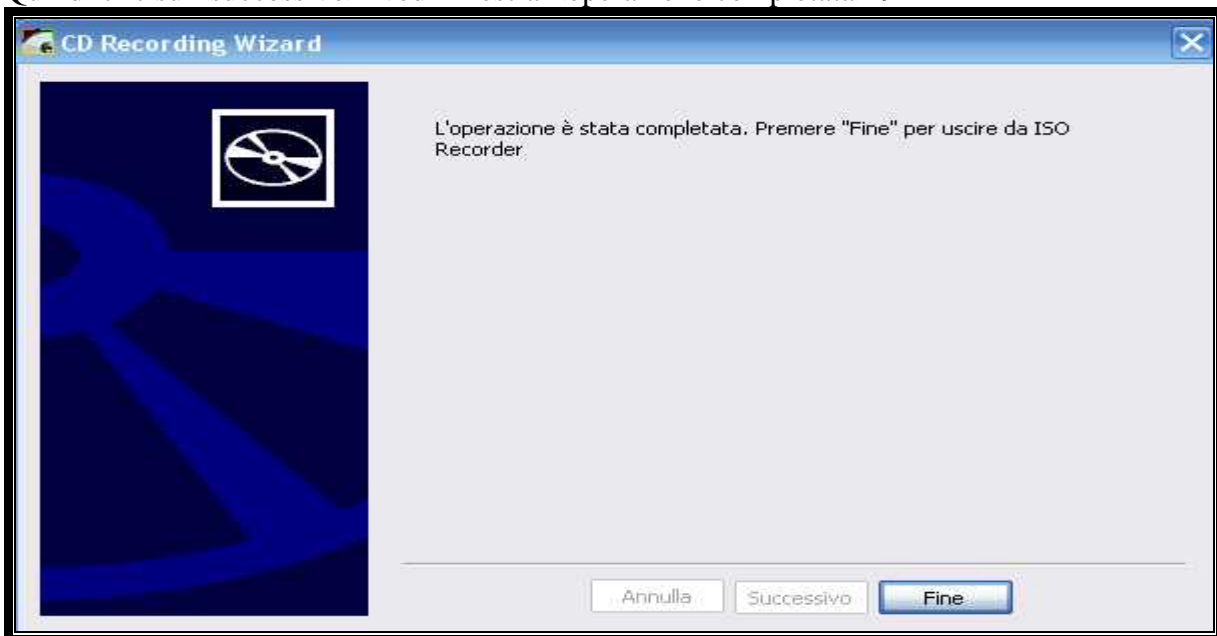 CD Recording Wizard
L'operazione è stata completata. Premere "Fine" per uscire da ISO
Recorder
Annulla Successivo Fine